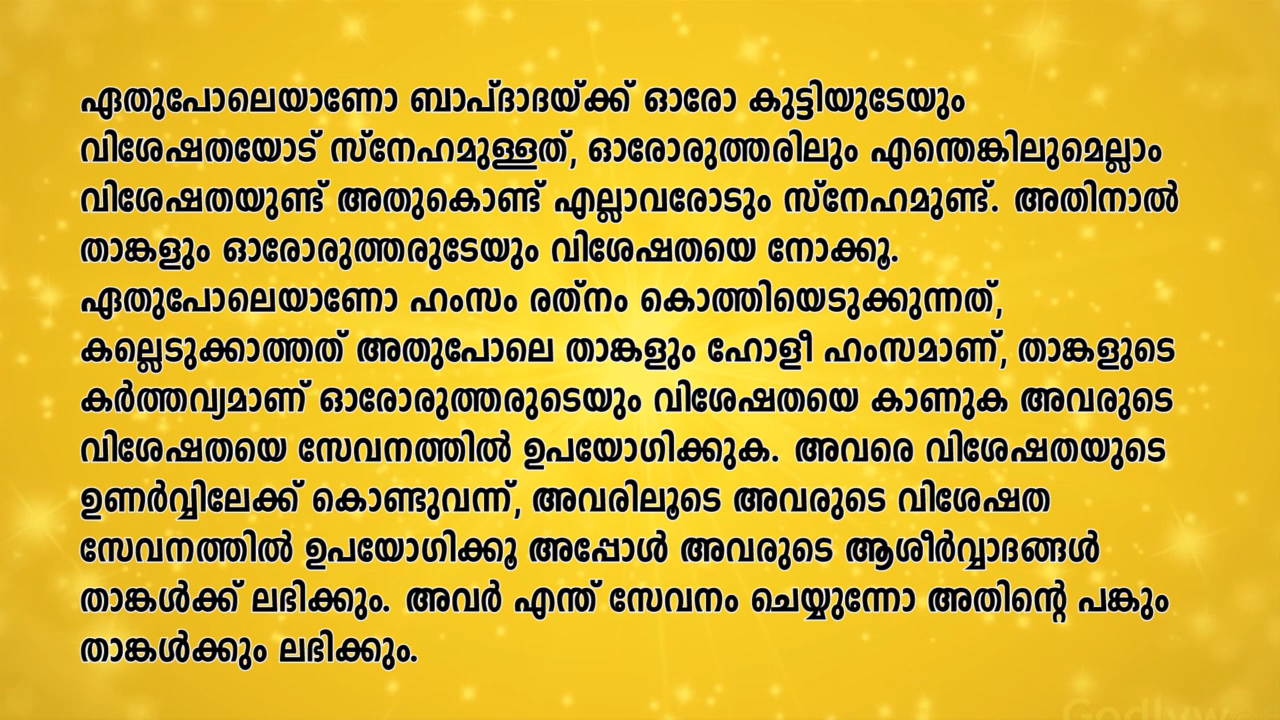 ഏതുപോലെയാണോ ബാപ്ദാദയ്ക്ക് ഓരോ കുട്ടിയുടേയും
വിശേഷതയോട് സ്നേഹമുള്ളത്, ഓരോരുത്തരിലും എന്തെങ്കിലുമെല്ലാം
വിശേഷതയുണ്ട് അതുകൊണ്ട് എല്ലാവരോടും സ്നേഹമുണ്ട്. അതിനാൽ
താങ്കളും ഓരോരുത്തരുടേയും വിശേഷതയെ നോക്കൂ.
ഏതുപോലെയാണോ ഹംസം രത്നം കൊത്തിയെടുക്കുന്നത്,
കല്ലെടുക്കാത്തത് അതുപോലെ താങ്കളും ഹോളീ ഹംസമാണ്, താങ്കളുടെ
കർത്തവ്യമാണ് ഓരോരുത്തരുടെയും വിശേഷതയെ കാണുക അവരുടെ
വിശേഷതയെ സേവനത്തിൽ ഉപയോഗിക്കുക. അവരെ വിശേഷതയുടെ
ഉണർവ്വിലേക്ക് കൊണ്ടുവന്ന്, അവരിലൂടെ അവരുടെ വിശേഷത
സേവനത്തിൽ ഉപയോഗിക്കൂ അപ്പോൾ അവരുടെ ആശീർവ്വാദങ്ങൾ
താങ്കൾക്ക് ലഭിക്കും. അവർ എന്ത് സേവനം ചെയ്യുന്നോ അതിന്റെ പങ്കും
താങ്കൾക്കും ലഭിക്കും.